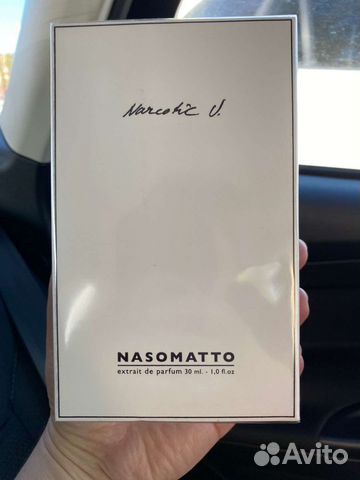 Narcotic V.
NASOMATTO
extrait de parfum 30 ml. - 1,0 fl.oz
Avito